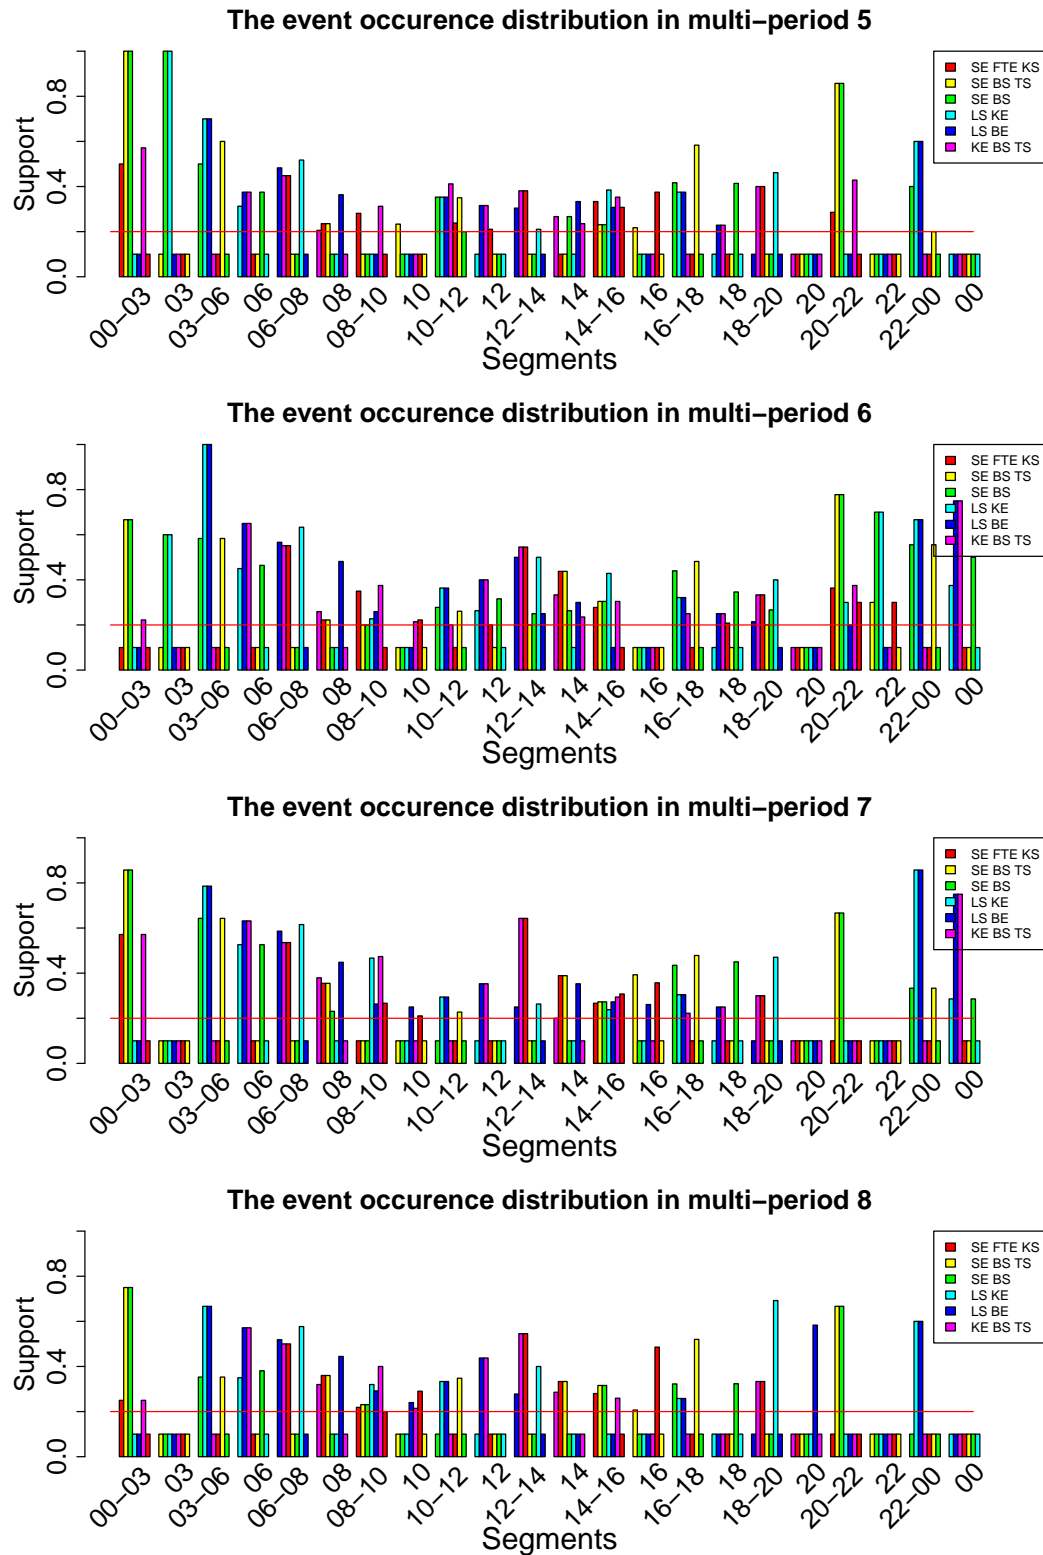 The event occurence distribution in multi−period 5
Support
0.0 0.4 0.8
SE FTE KS
SE BS TS
SE BS
LS KE
LS BE
KE BS TS
00−03 03 03−06 06 06−08 08 08−10 10 10−12 12 12−14 14 14−16 16 16−18 18 18−20 20 20−22 22 22−00 00
Segments
The event occurence distribution in multi−period 6
Support
0.0 0.4 0.8
SE FTE KS
SE BS TS
SE BS
LS KE
LS BE
KE BS TS
00−03 03 03−06 06 06−08 08 08−10 10 10−12 12 12−14 14 14−16 16 16−18 18 18−20 20 20−22 22 22−00 00
Segments
The event occurence distribution in multi−period 7
Support
0.0 0.4 0.8
SE FTE KS
SE BS TS
SE BS
LS KE
LS BE
KE BS TS
00−03 03 03−06 06 06−08 08 08−10 10 10−12 12 12−14 14 14−16 16 16−18 18 18−20 20 20−22 22 22−00 00
Segments
The event occurence distribution in multi−period 8
Support
0.0 0.4 0.8
SE FTE KS
SE BS TS
SE BS
LS KE
LS BE
KE BS TS
00−03 03 03−06 06 06−08 08 08−10 10 10−12 12 12−14 14 14−16 16 16−18 18 18−20 20 20−22 22 22−00 00
Segments